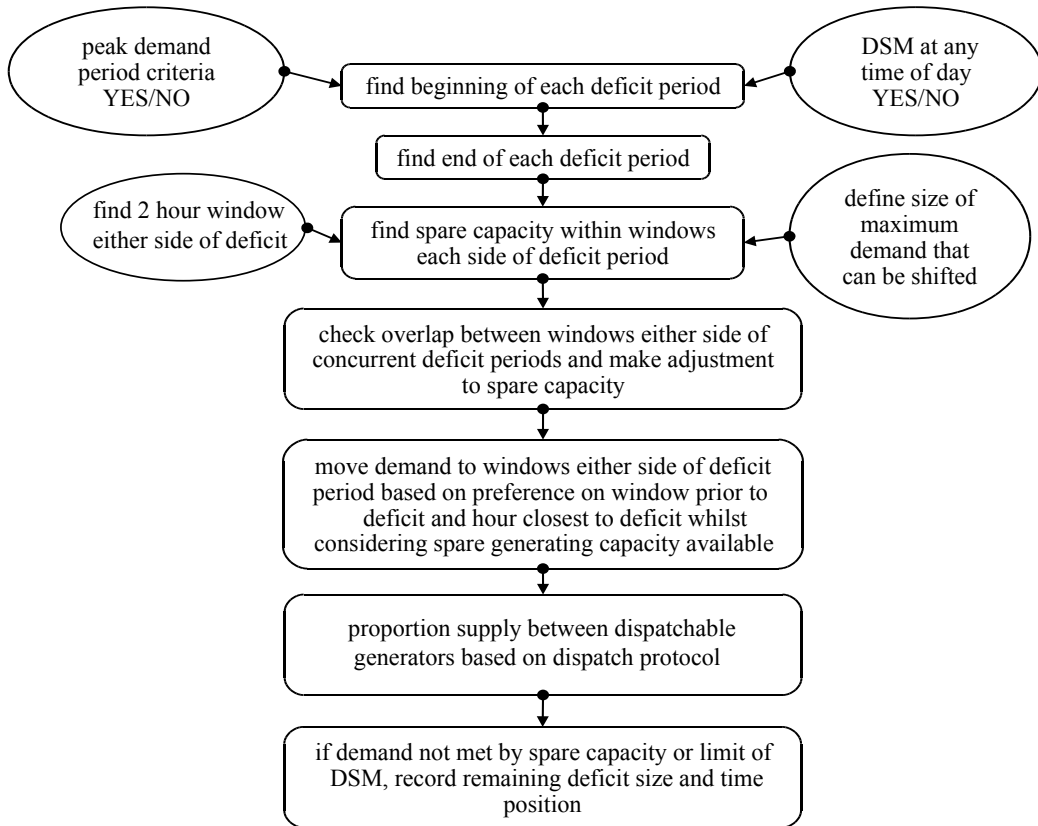 peak demand
period criteria
YES/NO
DSM at any
time of day
YES/NO
find beginning of each deficit period
find end of each deficit period
find 2 hour window
either side of deficit
find spare capacity within windows
each side of deficit period
define size of
maximum
demand that
can be shifted
check overlap between windows either side of
concurrent deficit periods and make adjustment
to spare capacity
move demand to windows either side of deficit
period based on preference on window prior to
deficit and hour closest to deficit whilst
considering spare generating capacity available
proportion supply between dispatchable
generators based on dispatch protocol
if demand not met by spare capacity or limit of
DSM, record remaining deficit size and time
position